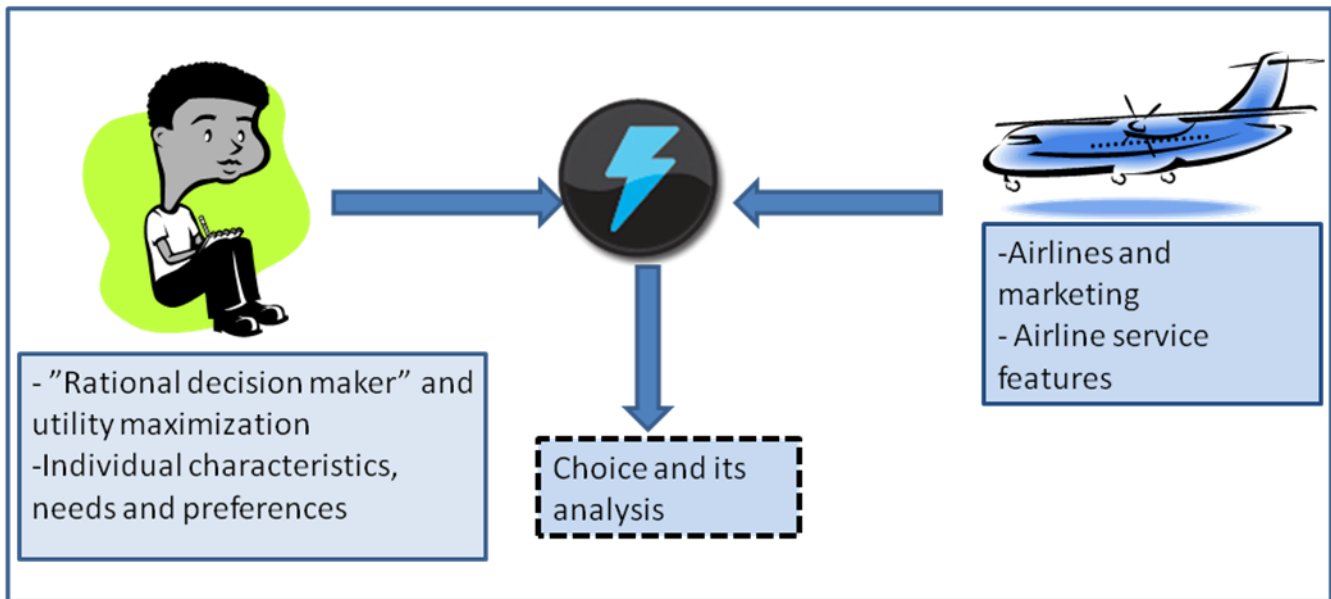 - ”Rational decision maker” and
utility maximization
-Individual characteristics,
needs and preferences
Choice and its
analysis
-Airlines and
marketing
- Airline service
features